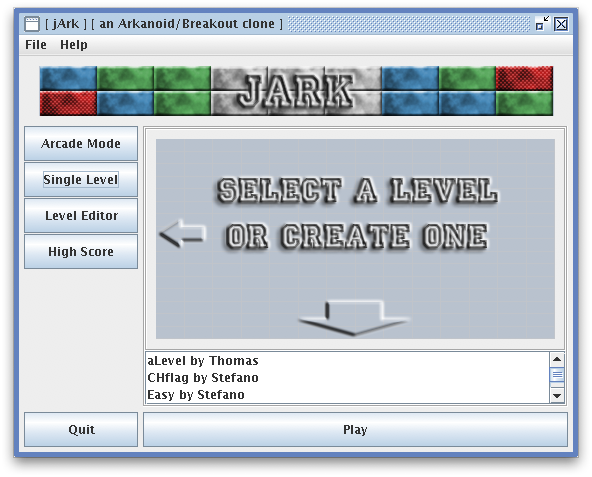 [ jArk ] [ an Arkanoid/Breakout clone ]
File Help
JARK
Arcade Mode
Single Level
Level Editor
High Score
SELECT A LEVEL
OR CREATE ONE
aLevel by Thomas
CHflag by Stefano
Easy by Stefano
Quit
Play